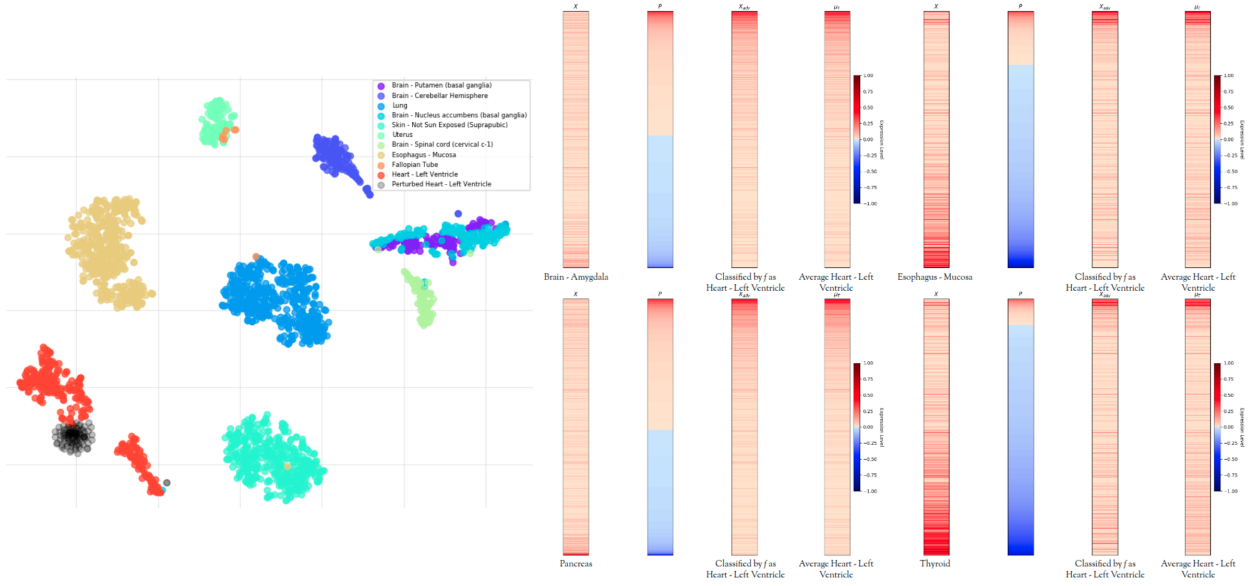 Brain - Putamen (basal ganglia)
Brain - Cerebellar Hemisphere
Lung
Brain - Nucleus accumbens (basal ganglia)
Skin - Not Sun Exposed (Suprapubic)
Uterus
Brain - Spinal cord (cervical c-1)
Esophagus - Mucosa
Fallopian Tube
Heart - Left Ventricle
Perturbed Heart - Left Ventricle
X
P
X_adv
μ_T
1.00
0.75
0.50
0.25
0.00
-0.25
-0.50
-0.75
-1.00
Expression Level
Brain - Amygdala
Classified by f as
Heart - Left Ventricle
Average Heart - Left
Ventricle
X
P
X_adv
μ_T
1.00
0.75
0.50
0.25
0.00
-0.25
-0.50
-0.75
-1.00
Expression Level
Esophagus - Mucosa
Classified by f as
Heart - Left Ventricle
Average Heart - Left
Ventricle
X
P
X_adv
μ_T
1.00
0.75
0.50
0.25
0.00
-0.25
-0.50
-0.75
-1.00
Expression Level
Pancreas
Classified by f as
Heart - Left Ventricle
Average Heart - Left
Ventricle
X
P
X_adv
μ_T
1.00
0.75
0.50
0.25
0.00
-0.25
-0.50
-0.75
-1.00
Expression Level
Thyroid
Classified by f as
Heart - Left Ventricle
Average Heart - Left
Ventricle